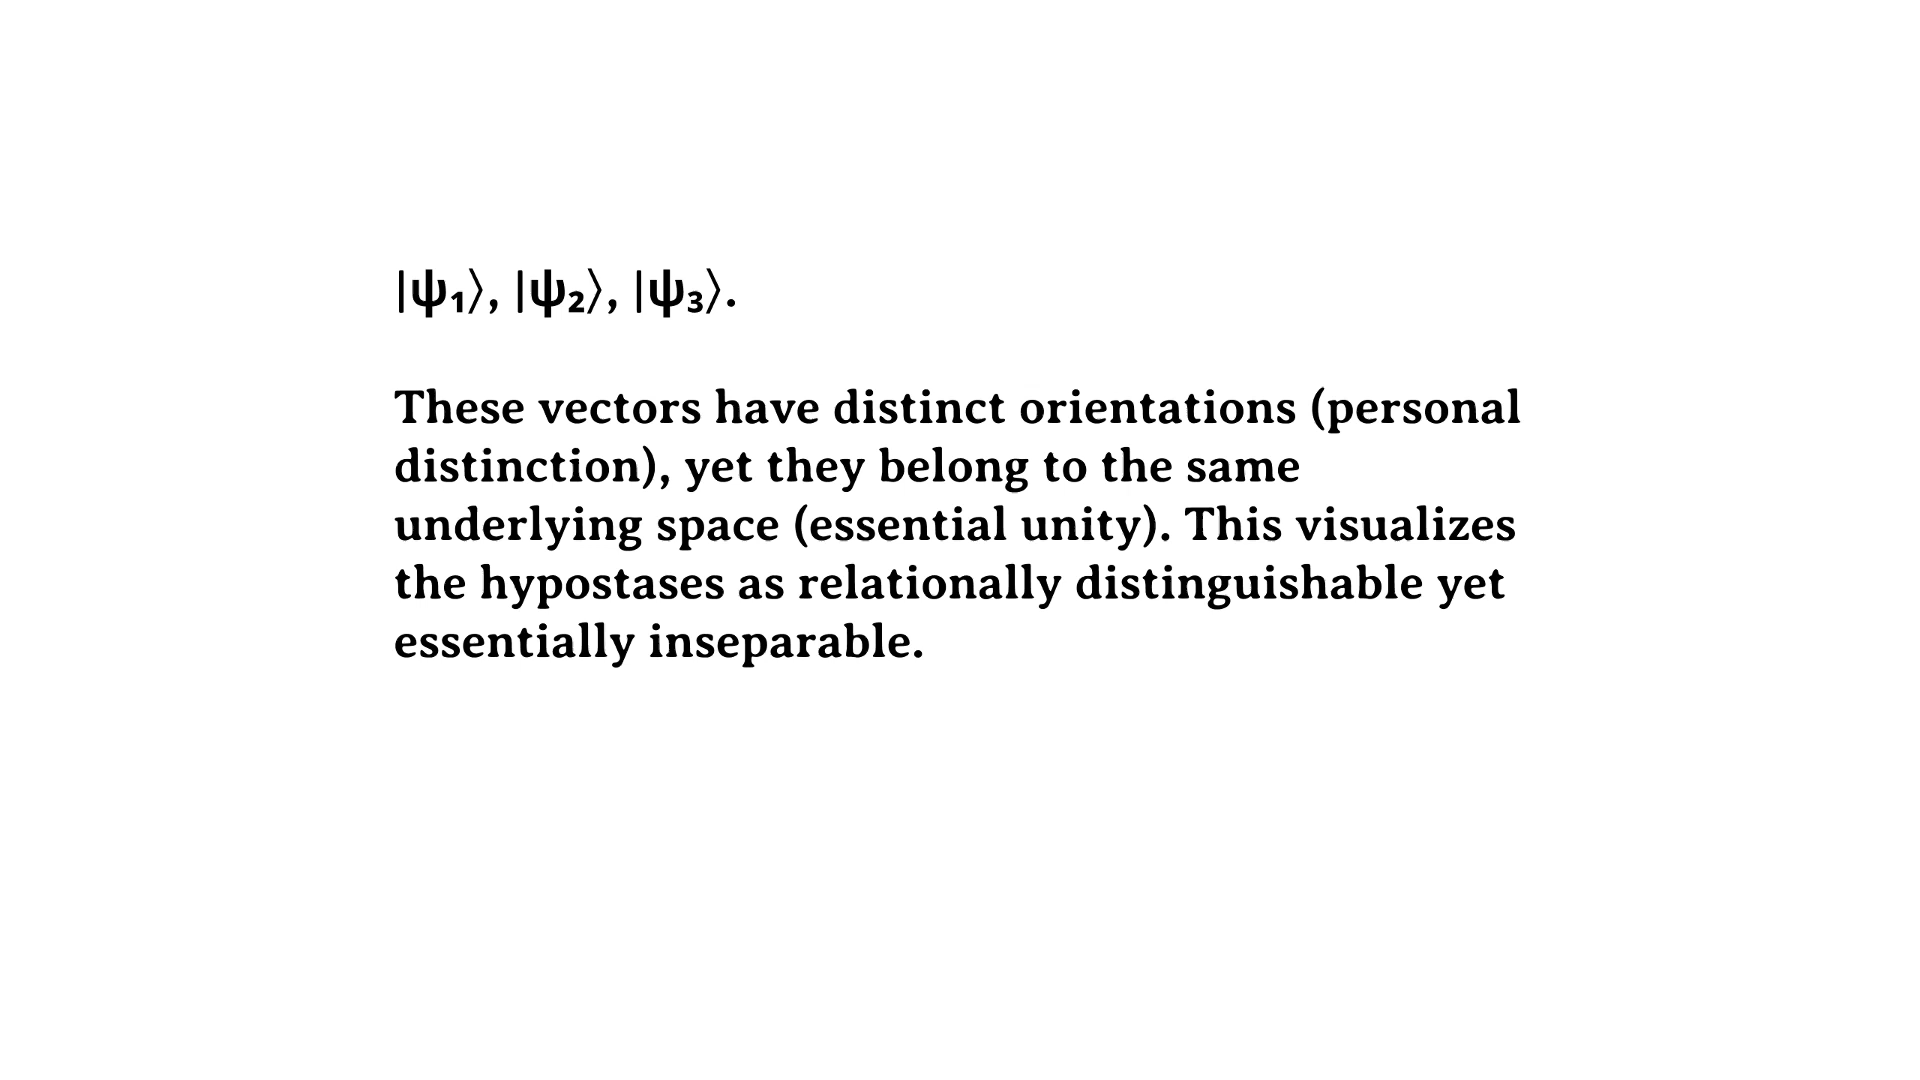 |ψ₁⟩, |ψ₂⟩, |ψ₃⟩.
These vectors have distinct orientations (personal
distinction), yet they belong to the same
underlying space (essential unity). This visualizes
the hypostases as relationally distinguishable yet
essentially inseparable.